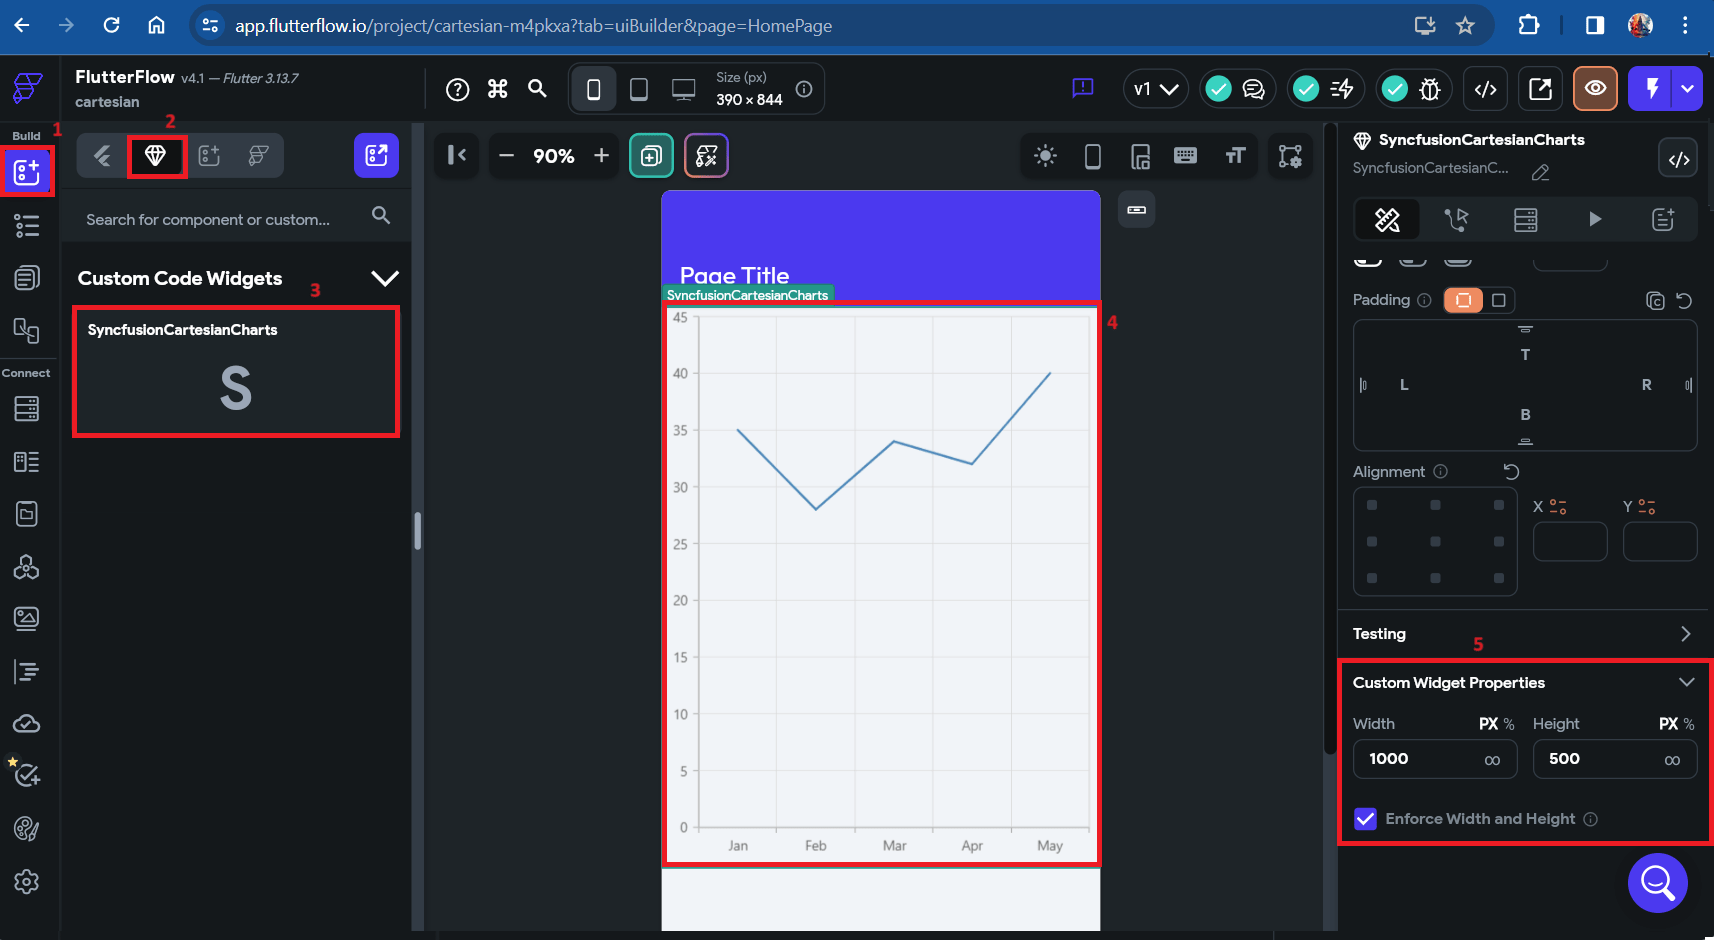 app.flutterflow.io/project/cartesian-m4pkxa?tab=uiBuilder&page=HomePage
FlutterFlow v4.1 — Flutter 3.13.7
cartesian
Size (px)
390 × 844
v1
Build
1
2
90%
SyncfusionCartesianCharts
SyncfusionCartesianC...
Search for component or custom...
Custom Code Widgets
3
SyncfusionCartesianCharts
S
Connect
Page Title
SyncfusionCartesianCharts
4
45
40
35
30
25
20
15
10
5
0
Jan Feb Mar Apr May
Padding
T
L R
B
Alignment
X Y
Testing
5
Custom Widget Properties
Width PX % Height PX %
1000 ∞ 500 ∞
Enforce Width and Height